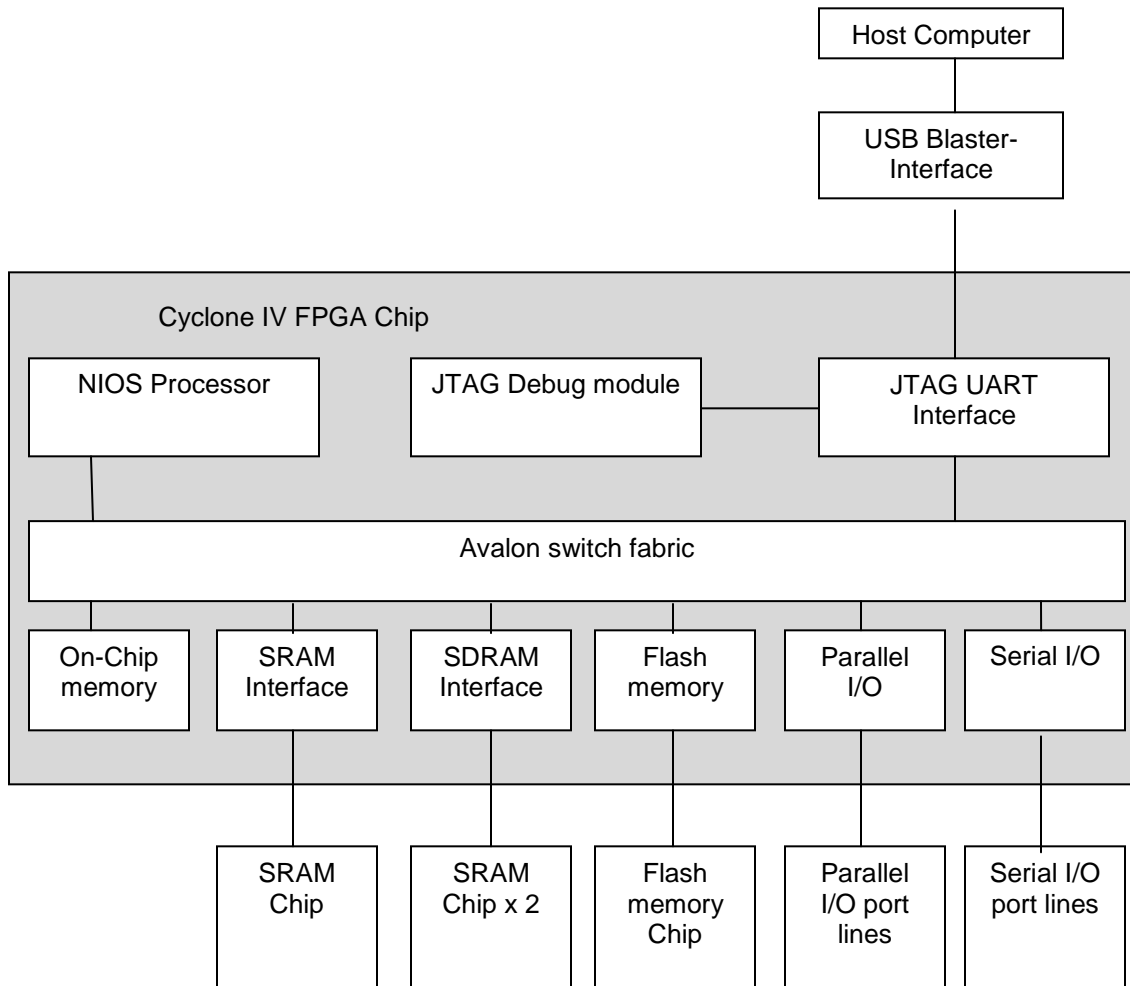 Host Computer
USB Blaster-
Interface
Cyclone IV FPGA Chip
NIOS Processor
JTAG Debug module
JTAG UART
Interface
Avalon switch fabric
On-Chip
memory
SRAM
Interface
SDRAM
Interface
Flash
memory
Parallel
I/O
Serial I/O
SRAM
Chip
SRAM
Chip x 2
Flash
memory
Chip
Parallel
I/O port
lines
Serial I/O
port lines